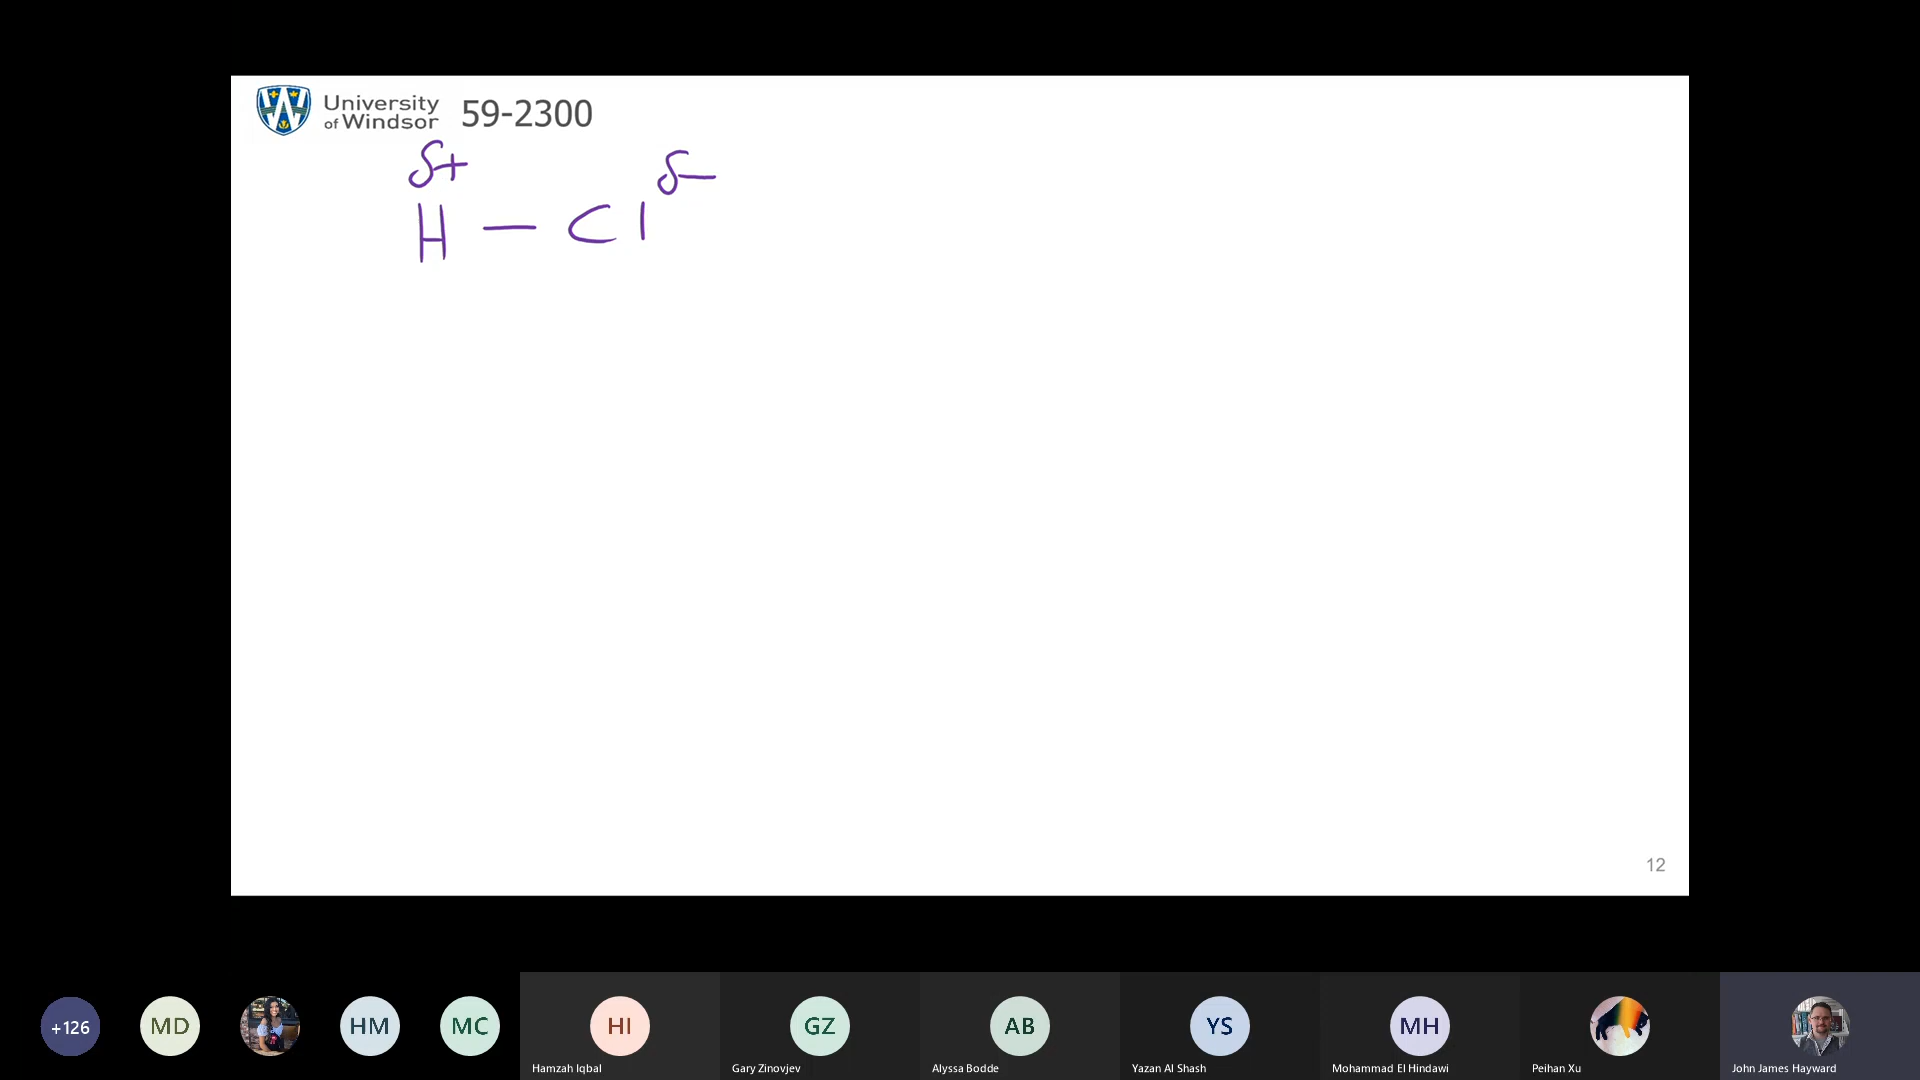 University
of Windsor
59-2300
δ+
δ-
H — Cl
12
+126
MD
HM
MC
HI
GZ
AB
YS
MH
Hamzah Iqbal
Gary Zinovjev
Alyssa Bodde
Yazan Al Shash
Mohammad El Hindawi
Peihan Xu
John James Hayward